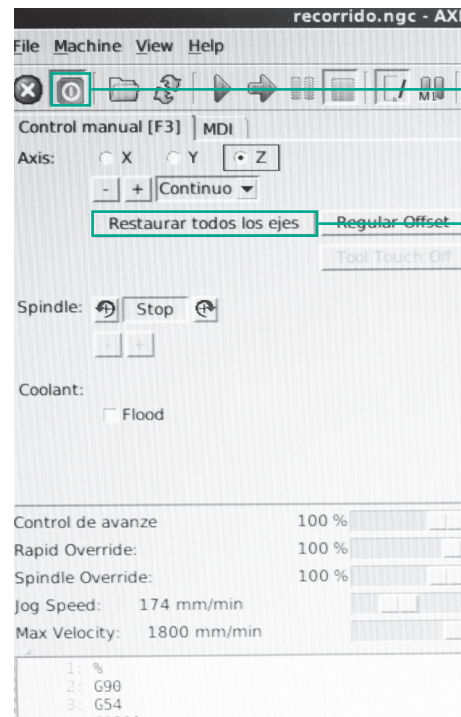 recorrido.ngc - AXI
File Machine View Help
Control manual [F3] MDI
Axis: X Y Z
- + Continuo
Restaurar todos los ejes Regular Offset
Tool Touch Off
Spindle: Stop
- +
Coolant:
Flood
Control de avanze 100 %
Rapid Override: 100 %
Spindle Override: 100 %
Jog Speed: 174 mm/min
Max Velocity: 1800 mm/min
1: %
2: G90
3: G54